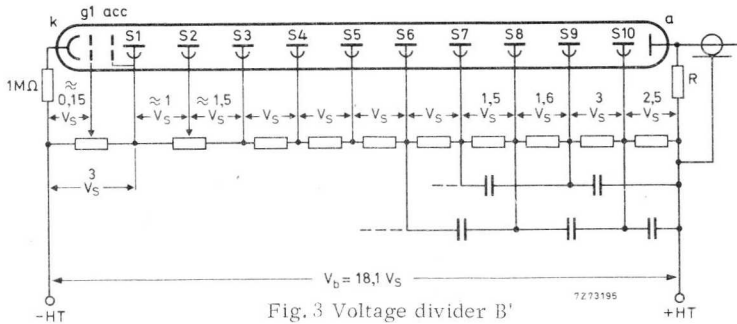 k g1 acc S1 S2 S3 S4 S5 S6 S7 S8 S9 S10 a
1MΩ ≈ 0,15 VS ≈ 1 VS ≈ 1,5 VS VS VS VS VS 1,5 VS 1,6 VS 3 VS 2,5 VS R
3 VS
Vb = 18,1 VS
7Z73195
-HT +HT
Fig. 3 Voltage divider B'